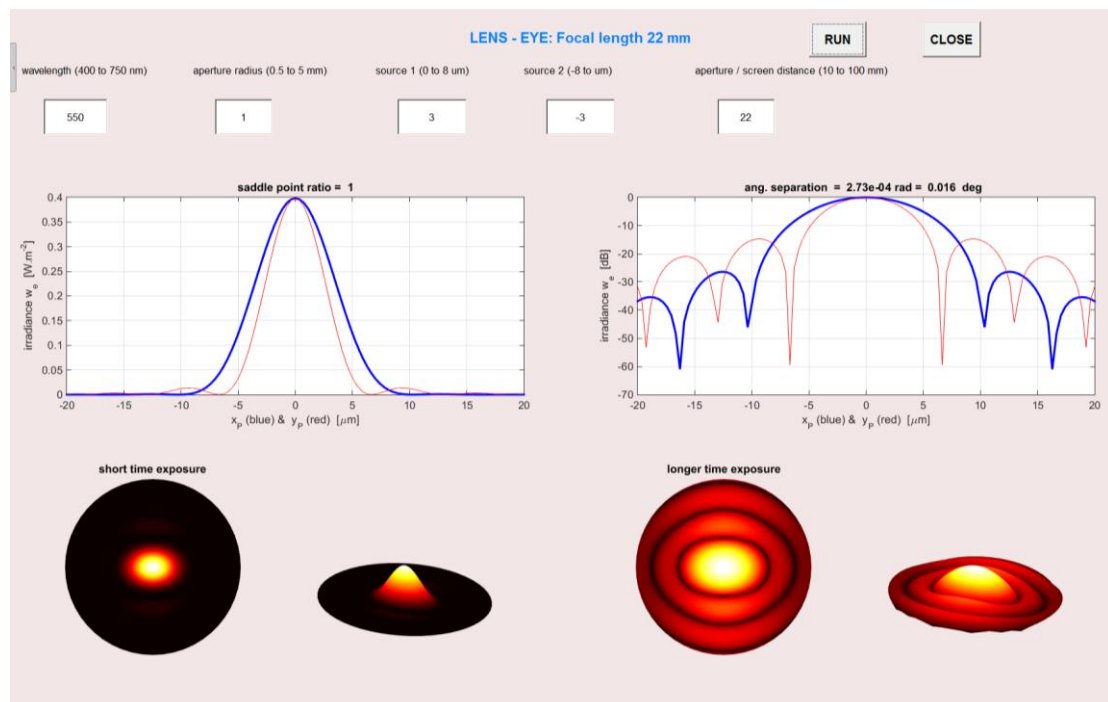 LENS - EYE: Focal length 22 mm
RUN
CLOSE
wavelength (400 to 750 nm)
aperture radius (0.5 to 5 mm)
source 1 (0 to 8 um)
source 2 (-8 to um)
aperture / screen distance (10 to 100 mm)
550
1
3
-3
22
saddle point ratio = 1
0.4
0.35
0.3
0.25
0.2
0.15
0.1
0.05
0
irradiance w_e [W.m^-2]
-20 -15 -10 -5 0 5 10 15 20
x_P (blue) & y_P (red) [μm]
ang. separation = 2.73e-04 rad = 0.016 deg
0
-10
-20
-30
-40
-50
-60
-70
irradiance w_e [dB]
-20 -15 -10 -5 0 5 10 15 20
x_P (blue) & y_P (red) [μm]
short time exposure
longer time exposure